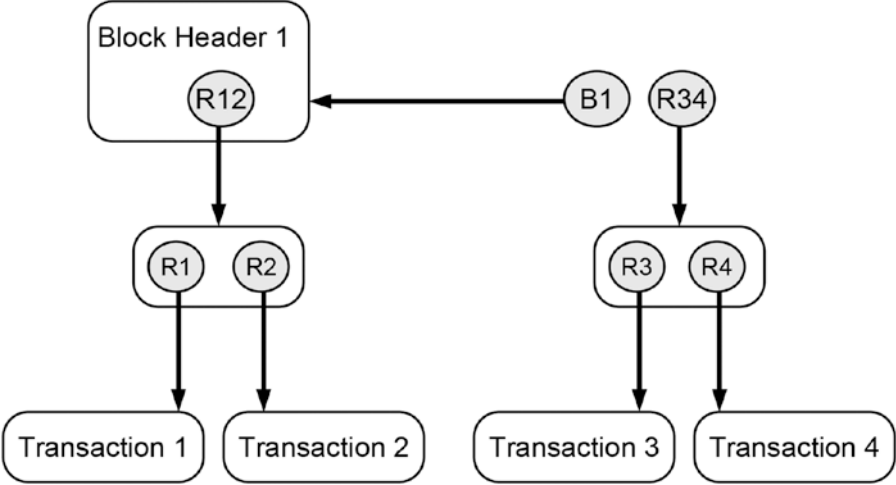 Block Header 1
R12
B1
R34
R1
R2
R3
R4
Transaction 1
Transaction 2
Transaction 3
Transaction 4